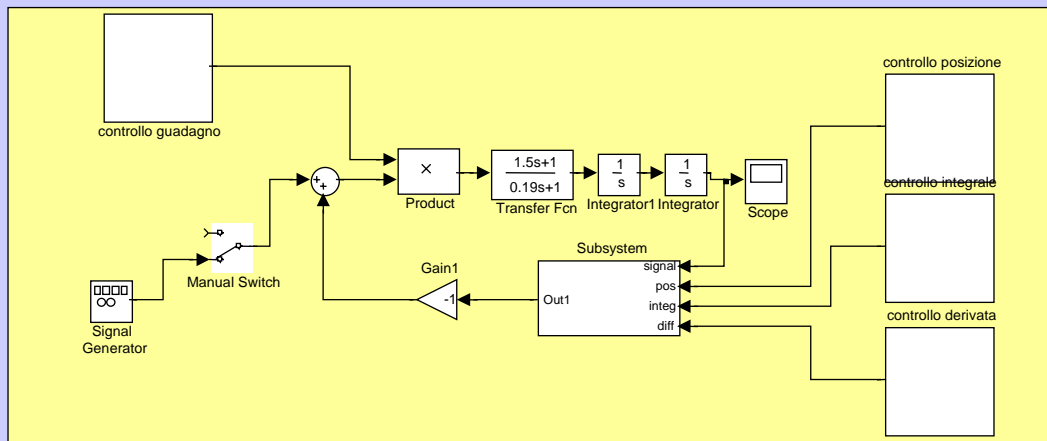 controllo posizione
controllo guadagno
controllo integrale
+
+
×
Product
1.5s+1
0.19s+1
Transfer Fcn
1
s
Integrator1
1
s
Integrator
Scope
Manual Switch
Signal
Generator
Gain1
-1
Subsystem
signal
pos
integ
diff
Out1
controllo derivata